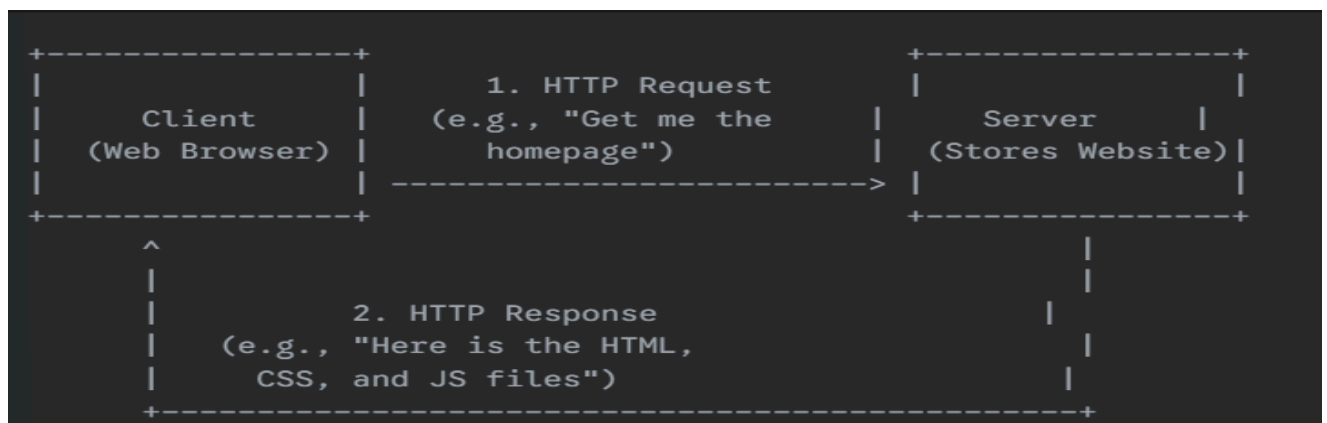 +-----------------+                             +-----------------+
|                 |      1. HTTP Request        |                 |
|     Client      |   (e.g., "Get me the     |     Server     |
|  (Web Browser)  |      homepage")          |  (Stores Website)|
|                 | -------------------------> |                 |
+-----------------+                             +-----------------+
      ^                                                  |
      |                                                  |
      |          2. HTTP Response                    |
      |   (e.g., "Here is the HTML,                    |
      |     CSS, and JS files")                       |
      +-------------------------------------------------+